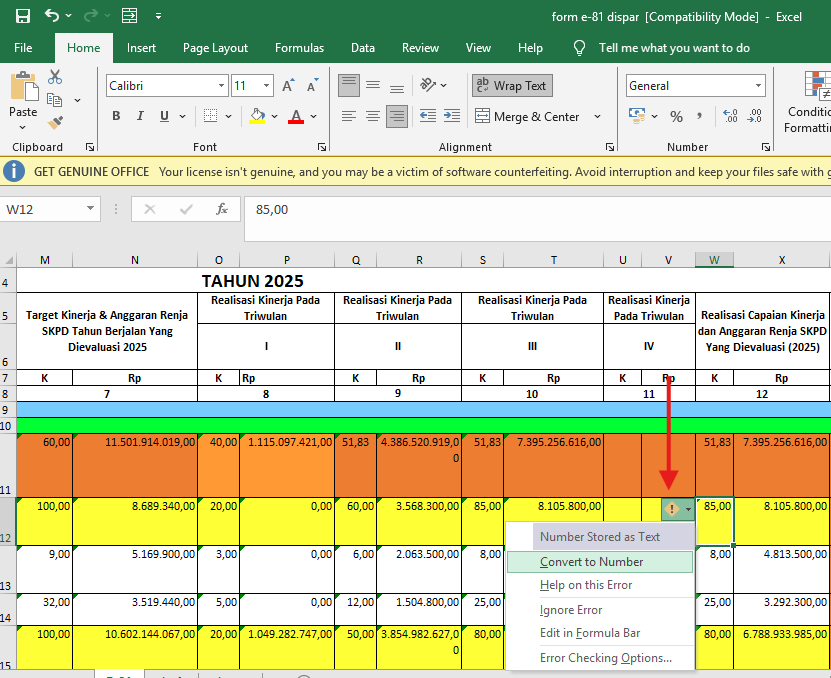 form e-81 dispar [Compatibility Mode] - Excel
File Home Insert Page Layout Formulas Data Review View Help Tell me what you want to do
Calibri 11 Wrap Text General
Paste B I U Merge & Center % Conditio
Formattin
Clipboard Font Alignment Number
GET GENUINE OFFICE Your license isn't genuine, and you may be a victim of software counterfeiting. Avoid interruption and keep your files safe with g
W12 fx 85,00
M N O P Q R S T U V W X
4 TAHUN 2025
5 Target Kinerja & Anggaran Renja SKPD Tahun Berjalan Yang Dievaluasi 2025 Realisasi Kinerja Pada Triwulan Realisasi Kinerja Pada Triwulan Realisasi Kinerja Pada Triwulan Realisasi Kinerja Pada Triwulan Realisasi Capaian Kinerja dan Anggaran Renja SKPD Yang Dievaluasi (2025)
6 I II III IV
7 K Rp K Rp K Rp K Rp K Rp K Rp
8 7 8 9 10 11 12
9
10
11 60,00 11.501.914.019,00 40,00 1.115.097.421,00 51,83 4.386.520.919,00 51,83 7.395.256.616,00 51,83 7.395.256.616,00
12 100,00 8.689.340,00 20,00 0,00 60,00 3.568.300,00 85,00 8.105.800,00 85,00 8.105.800,00
13 9,00 5.169.900,00 3,00 0,00 6,00 2.063.500,00 8,00 8,00 4.813.500,00
14 32,00 3.519.440,00 5,00 0,00 12,00 1.504.800,00 25,00 25,00 3.292.300,00
15 100,00 10.602.144.067,00 20,00 1.049.282.747,00 50,00 3.854.982.627,00 80,00 80,00 6.788.933.985,00
Number Stored as Text
Convert to Number
Help on this Error
Ignore Error
Edit in Formula Bar
Error Checking Options...